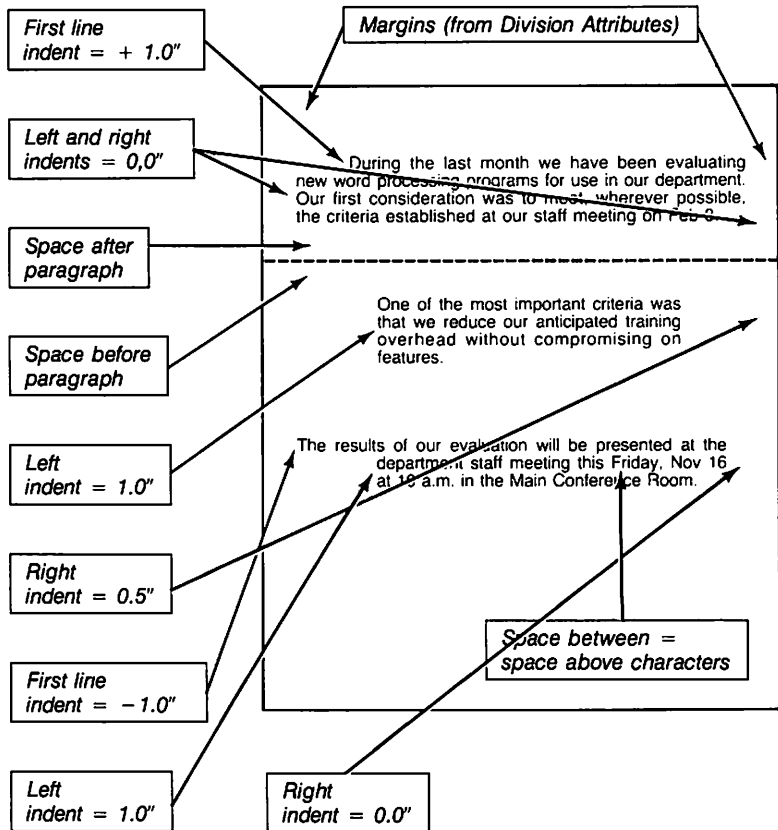 First line
indent = + 1.0"
Margins (from Division Attributes)
Left and right
indents = 0,0"
During the last month we have been evaluating
new word processing programs for use in our department.
Our first consideration was to meet, wherever possible,
the criteria established at our staff meeting on Feb 3.
Space after
paragraph
Space before
paragraph
One of the most important criteria was
that we reduce our anticipated training
overhead without compromising on
features.
Left
indent = 1.0"
The results of our evaluation will be presented at the
department staff meeting this Friday, Nov 16
at 10 a.m. in the Main Conference Room.
Right
indent = 0.5"
Space between =
space above characters
First line
indent = - 1.0"
Left
indent = 1.0"
Right
indent = 0.0"